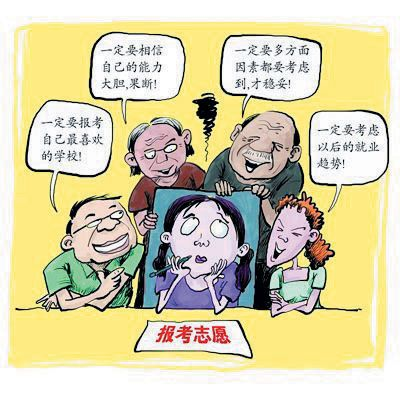 一定要相信
自己的能力
大胆,果断!
一定要多方面
因素都要考虑
到,才稳妥!
一定要报考
自己最喜欢
的学校!
一定要考虑
以后的就业
趋势!
报考志愿